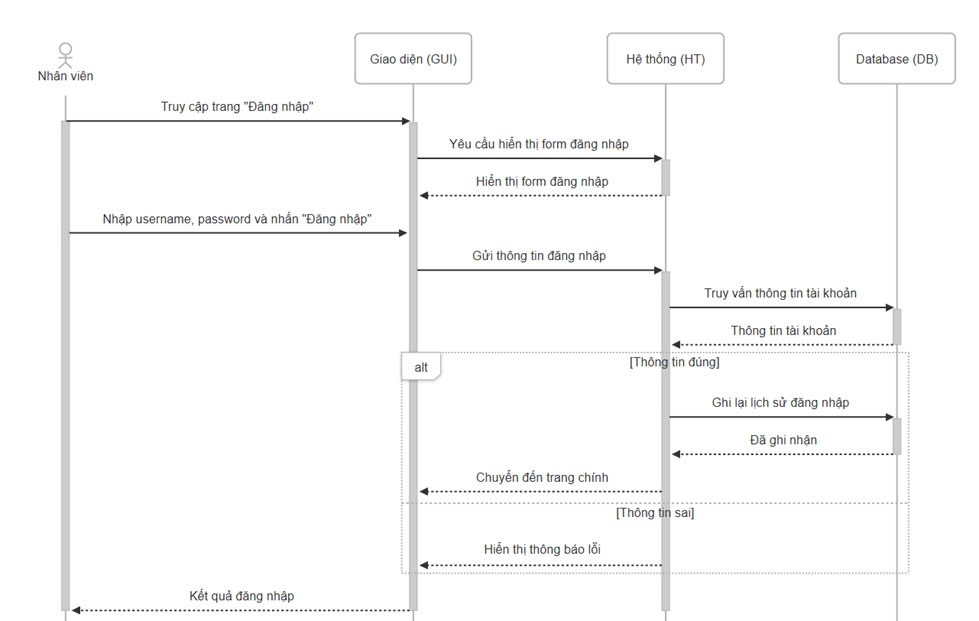 Nhân viên
Giao diện (GUI)
Hệ thống (HT)
Database (DB)
Truy cập trang "Đăng nhập"
Yêu cầu hiển thị form đăng nhập
Hiển thị form đăng nhập
Nhập username, password và nhấn "Đăng nhập"
Gửi thông tin đăng nhập
Truy vấn thông tin tài khoản
Thông tin tài khoản
alt
[Thông tin đúng]
Ghi lại lịch sử đăng nhập
Đã ghi nhận
Chuyển đến trang chính
[Thông tin sai]
Hiển thị thông báo lỗi
Kết quả đăng nhập